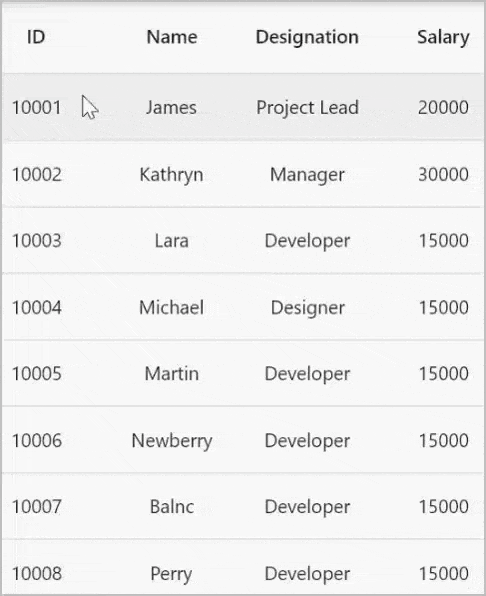 ID Name Designation Salary
10001 James Project Lead 20000
10002 Kathryn Manager 30000
10003 Lara Developer 15000
10004 Michael Designer 15000
10005 Martin Developer 15000
10006 Newberry Developer 15000
10007 Balnc Developer 15000
10008 Perry Developer 15000